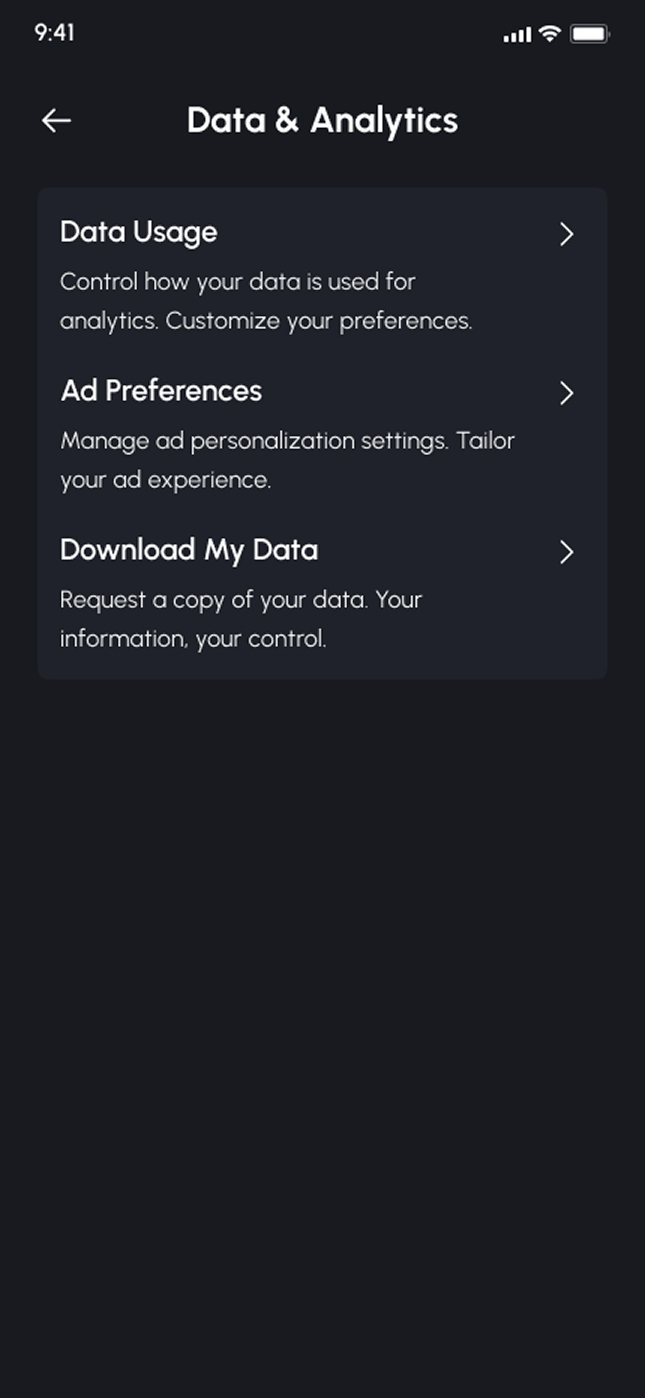 9:41
Data & Analytics
Data Usage
Control how your data is used for
analytics. Customize your preferences.
Ad Preferences
Manage ad personalization settings. Tailor
your ad experience.
Download My Data
Request a copy of your data. Your
information, your control.